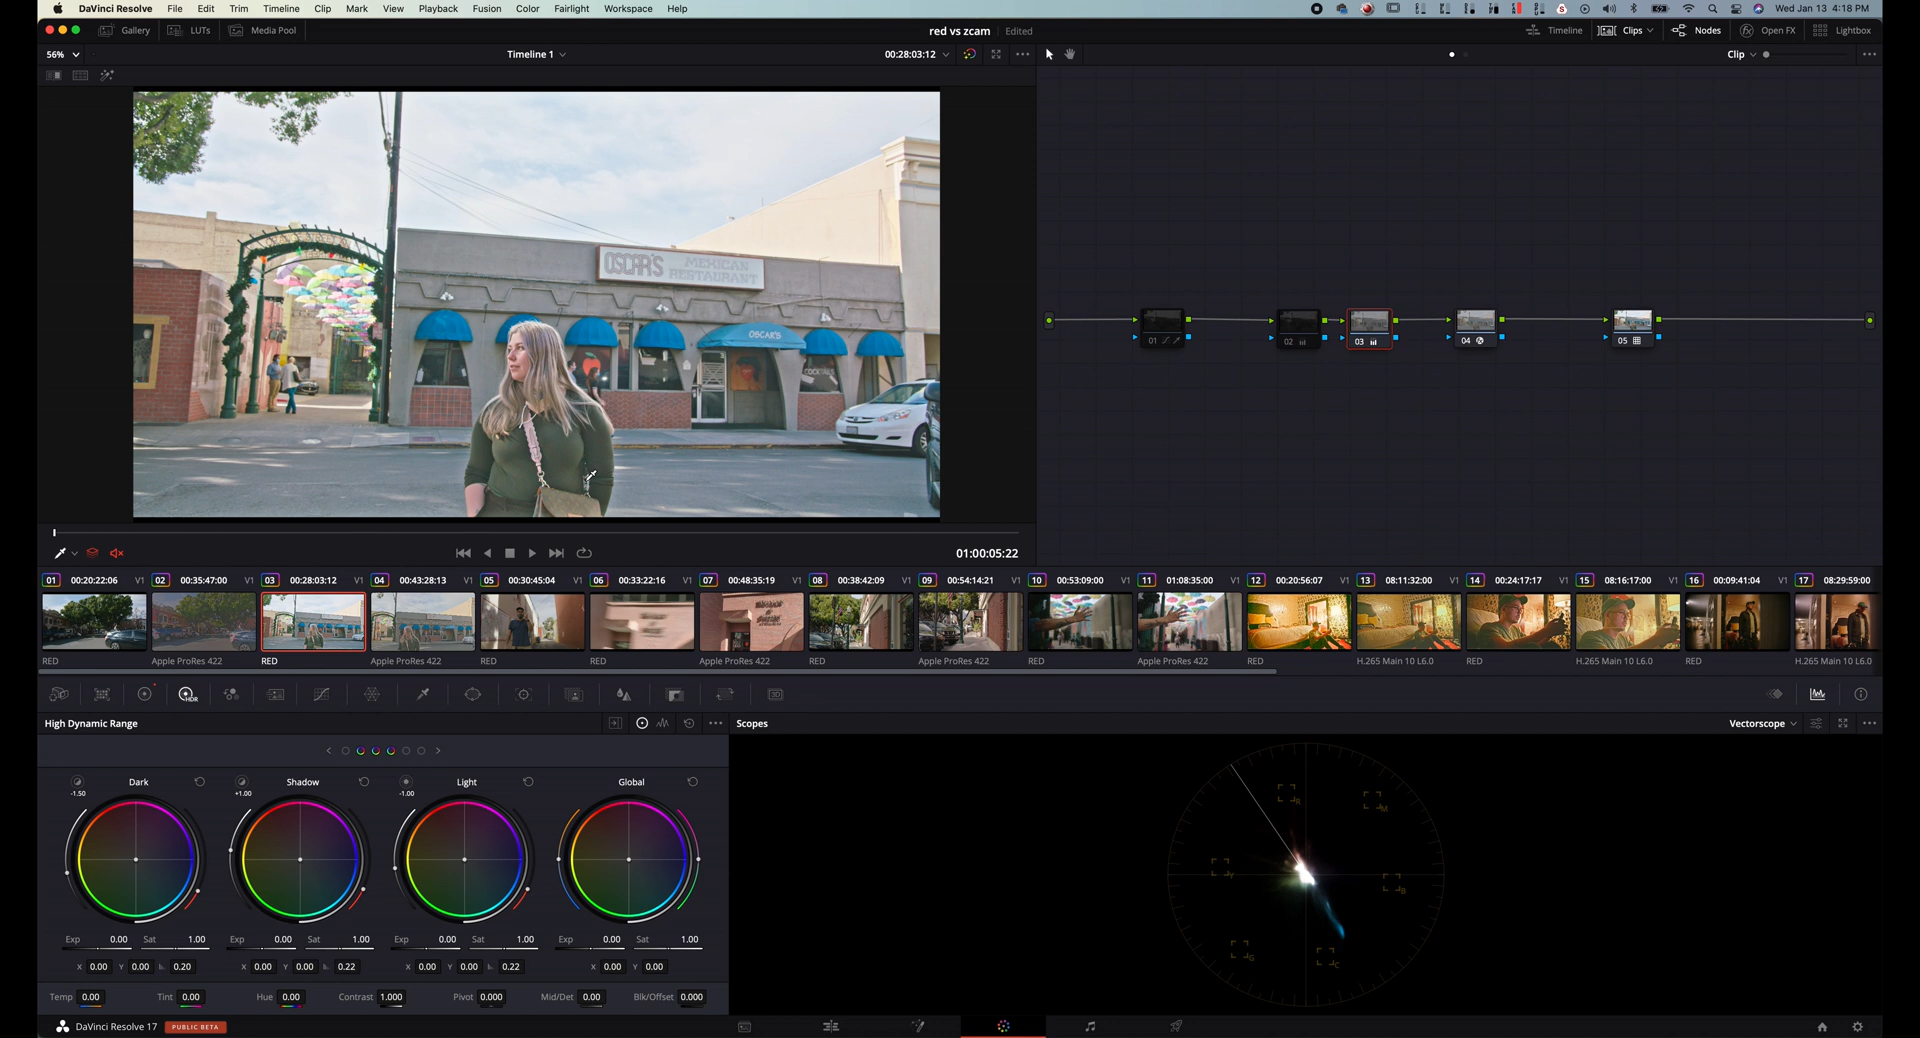 DaVinci Resolve File Edit Trim Timeline Clip Mark View Playback Fusion Color Fairlight Workspace Help Wed Jan 13 4:18 PM
Gallery LUTs Media Pool red vs zcam Edited Timeline Clips Nodes Open FX Lightbox
56% Timeline 1 00:28:03:12 Clip
OSCAR'S MEXICAN RESTAURANT
OSCAR'S
COCKTAILS
01 02 03 04 05
01:00:05:22
01 00:20:22:06 V1 02 00:35:47:00 V1 03 00:28:03:12 V1 04 00:43:28:13 V1 05 00:30:45:04 V1 06 00:33:22:16 V1 07 00:48:35:19 V1 08 00:38:42:09 V1 09 00:54:14:21 V1 10 00:53:09:00 V1 11 01:08:35:00 V1 12 00:20:56:07 V1 13 08:11:32:00 V1 14 00:24:17:17 V1 15 08:16:17:00 V1 16 00:09:41:04 V1 17 08:29:59:00 V1
RED Apple ProRes 422 RED Apple ProRes 422 RED RED Apple ProRes 422 RED Apple ProRes 422 RED Apple ProRes 422 RED H.265 Main 10 L6.0 RED H.265 Main 10 L6.0 RED H.265 Main 10 L6.0
HDR 3D
High Dynamic Range Scopes Vectorscope
Dark Shadow Light Global
-1.50 +1.00 -1.00
R M Y B G C
Exp 0.00 Sat 1.00 Exp 0.00 Sat 1.00 Exp 0.00 Sat 1.00 Exp 0.00 Sat 1.00
X 0.00 Y 0.00 0.20 X 0.00 Y 0.00 0.22 X 0.00 Y 0.00 0.22 X 0.00 Y 0.00
Temp 0.00 Tint 0.00 Hue 0.00 Contrast 1.000 Pivot 0.000 Mid/Det 0.00 Blk/Offset 0.000
DaVinci Resolve 17 PUBLIC BETA